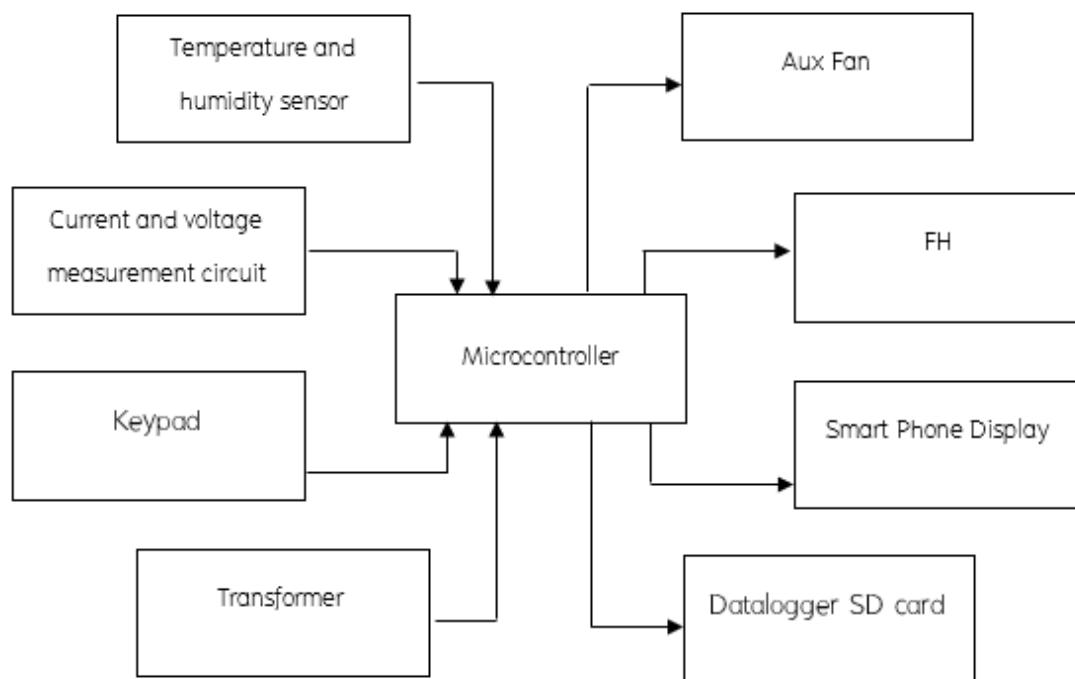 Temperature and
humidity sensor
Aux Fan
Current and voltage
measurement circuit
FH
Microcontroller
Keypad
Smart Phone Display
Transformer
Datalogger SD card